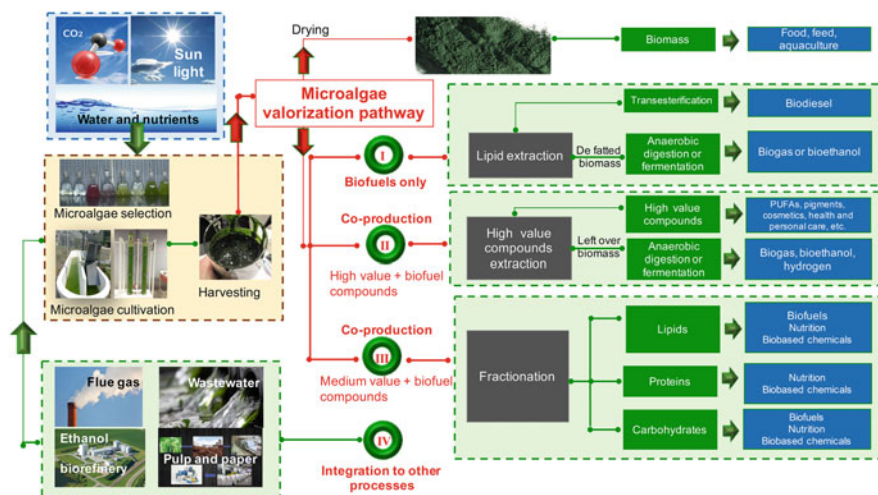 CO₂
Sun
light
Water and nutrients
Microalgae selection
Microalgae cultivation
Harvesting
Flue gas
Wastewater
Ethanol
biorefinery
Pulp and paper
Drying
Microalgae
valorization pathway
Biomass
Food, feed,
aquaculture
I
Biofuels only
Lipid extraction
Transesterification
Biodiesel
De fatted
biomass
Anaerobic
digestion or
fermentation
Biogas or bioethanol
Co-production
II
High value + biofuel
compounds
High value
compounds
extraction
High value
compounds
PUFAs, pigments,
cosmetics, health and
personal care, etc.
Left over
biomass
Anaerobic
digestion or
fermentation
Biogas, bioethanol,
hydrogen
Co-production
III
Medium value + biofuel
compounds
Fractionation
Lipids
Biofuels
Nutrition
Biobased chemicals
Proteins
Nutrition
Biobased chemicals
Carbohydrates
Biofuels
Nutrition
Biobased chemicals
IV
Integration to other
processes